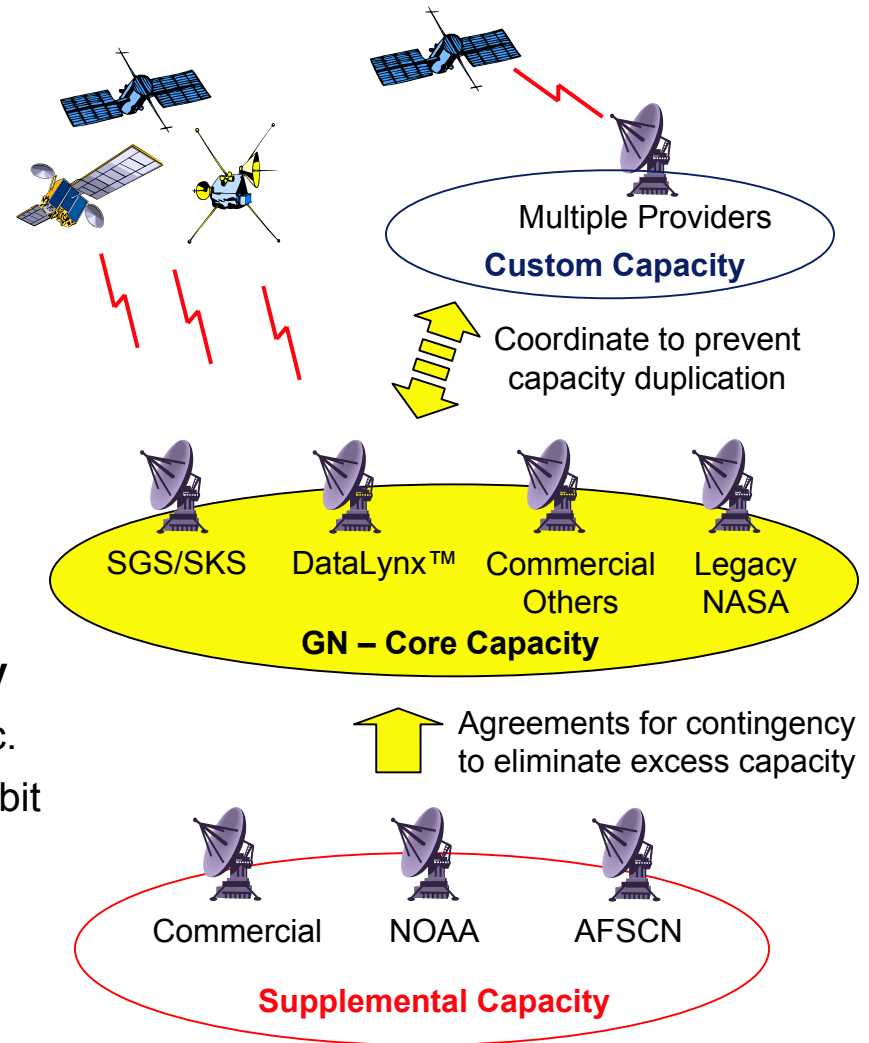 Multiple Providers
Custom Capacity
Coordinate to prevent
capacity duplication
SGS/SKS
DataLynx™
Commercial
Others
Legacy
NASA
GN – Core Capacity
Agreements for contingency
to eliminate excess capacity
Commercial
NOAA
AFSCN
Supplemental Capacity